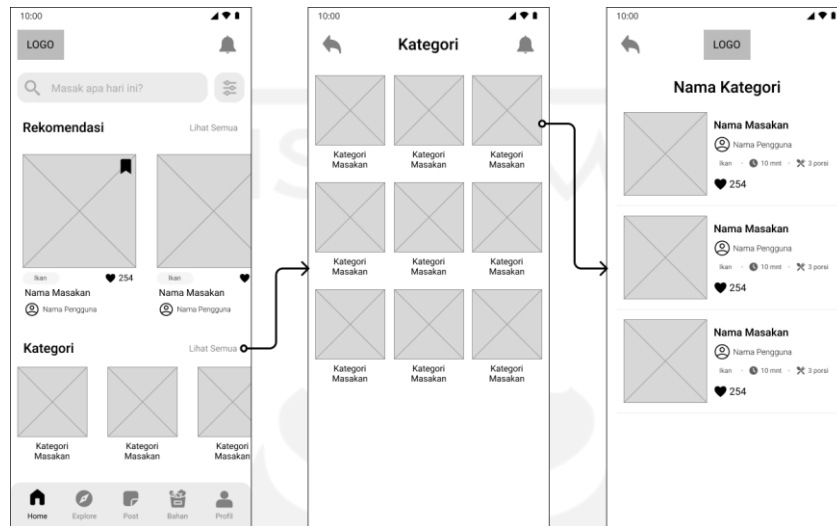 10:00
LOGO
Masak apa hari ini?
Rekomendasi
Lihat Semua
Ikan
254
Nama Masakan
Nama Pengguna
Ikan
Nama Masakan
Nama Pengguna
Kategori
Lihat Semua
Kategori
Masakan
Kategori
Masakan
Kategori
Masakan
Home
Explore
Post
Bahan
Profil
10:00
Kategori
Kategori
Masakan
Kategori
Masakan
Kategori
Masakan
Kategori
Masakan
Kategori
Masakan
Kategori
Masakan
Kategori
Masakan
Kategori
Masakan
Kategori
Masakan
10:00
LOGO
Nama Kategori
Nama Masakan
Nama Pengguna
Ikan · 10 mnt · 3 porsi
254
Nama Masakan
Nama Pengguna
Ikan · 10 mnt · 3 porsi
254
Nama Masakan
Nama Pengguna
Ikan · 10 mnt · 3 porsi
254